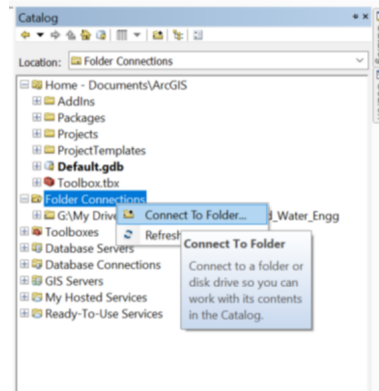 Catalog
Location: Folder Connections
Home - Documents\ArcGIS
AddIns
Packages
Projects
ProjectTemplates
Default.gdb
Toolbox.tbx
Folder Connections
G:\My Drive
Connect To Folder...
_Water_Engg
Toolboxes
Refresh
Connect To Folder
Database Servers
Connect to a folder or
Database Connections
disk drive so you can
GIS Servers
work with its contents
My Hosted Services
in the Catalog.
Ready-To-Use Services